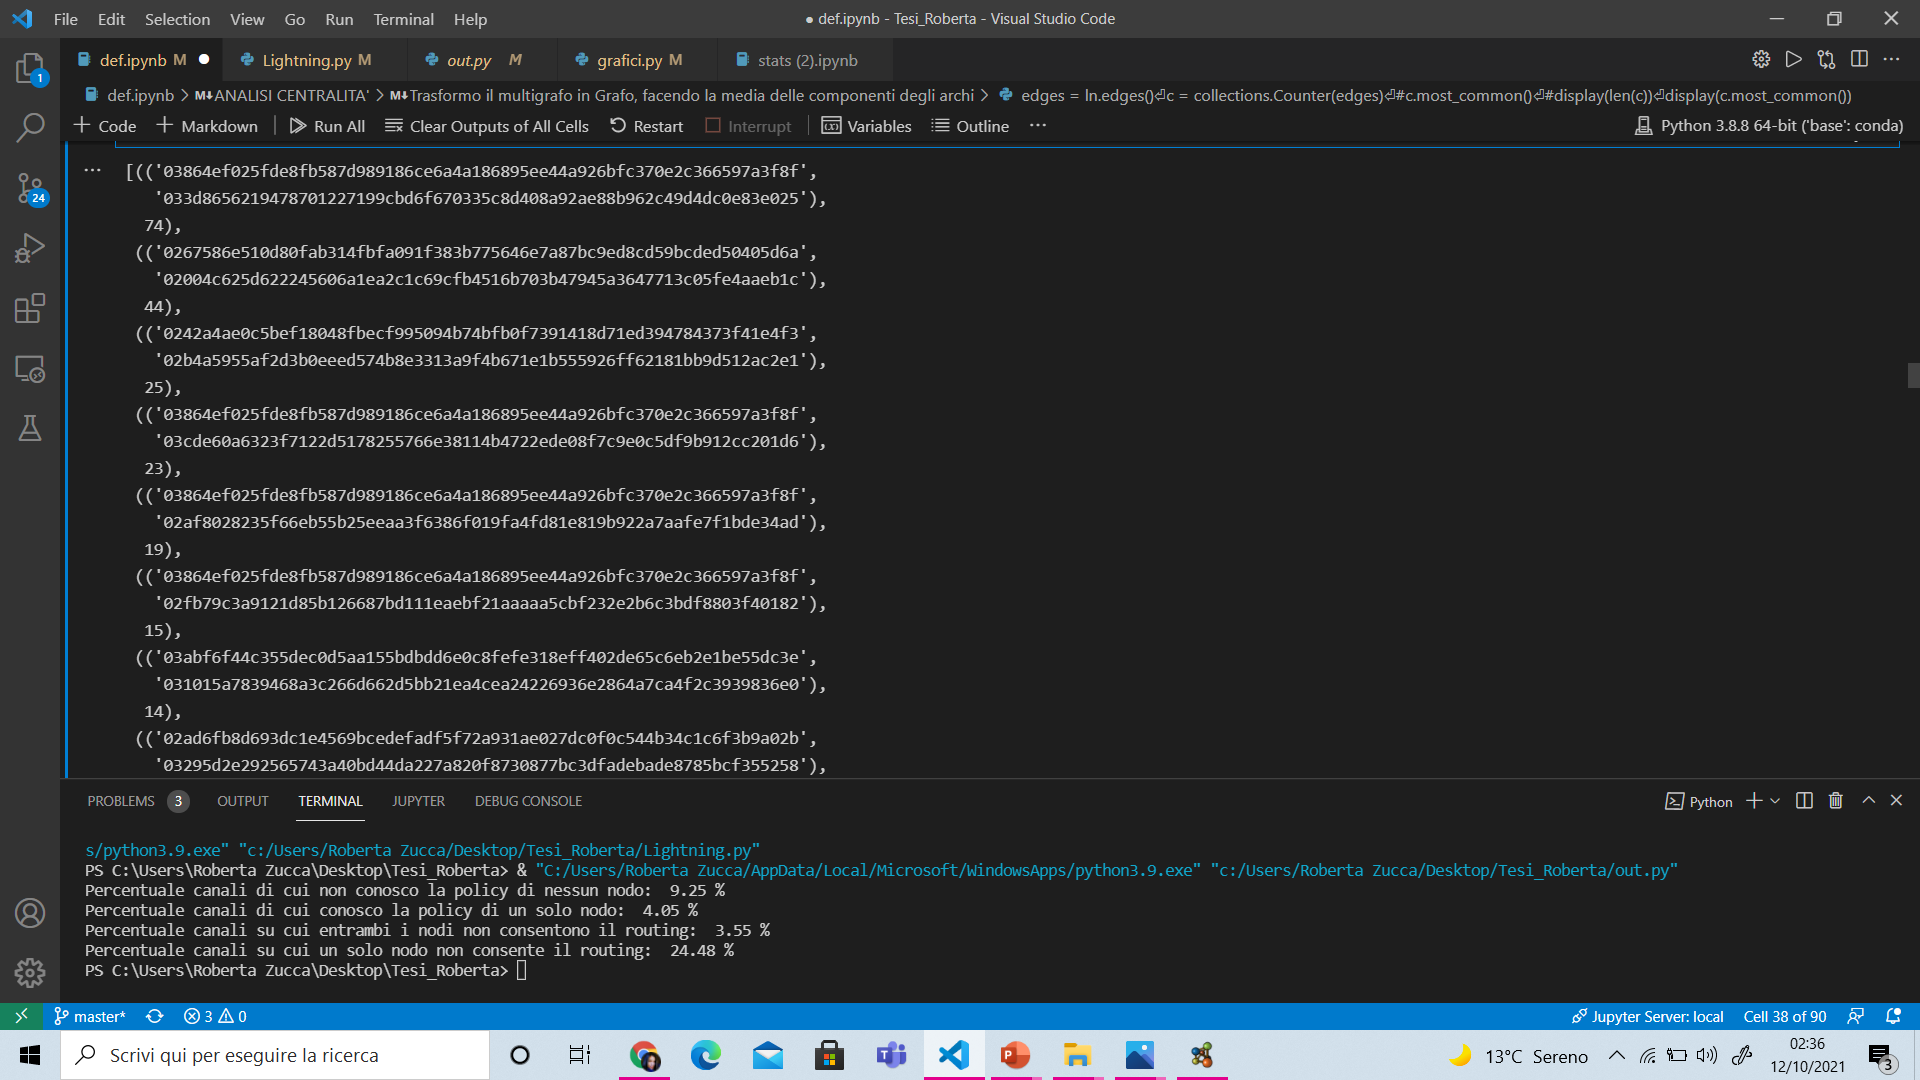 File Edit Selection View Go Run Terminal Help
● def.ipynb - Tesi_Roberta - Visual Studio Code
def.ipynb M ● Lightning.py M out.py M grafici.py M stats (2).ipynb
def.ipynb > M↓ANALISI CENTRALITA' > M↓Trasformo il multigrafo in Grafo, facendo la media delle componenti degli archi > edges = ln.edges()⏎c = collections.Counter(edges)⏎#c.most_common()⏎#display(len(c))⏎display(c.most_common())
+ Code + Markdown | Run All Clear Outputs of All Cells Restart Interrupt | Variables Outline ··· Python 3.8.8 64-bit ('base': conda)
··· [(('03864ef025fde8fb587d989186ce6a4a186895ee44a926bfc370e2c366597a3f8f',
'033d8656219478701227199cbd6f670335c8d408a92ae88b962c49d4dc0e83e025'),
74),
(('0267586e510d80fab314fbfa091f383b775646e7a87bc9ed8cd59bcded50405d6a',
'02004c625d622245606a1ea2c1c69cfb4516b703b47945a3647713c05fe4aaeb1c'),
44),
(('0242a4ae0c5bef18048fbecf995094b74bfb0f7391418d71ed394784373f41e4f3',
'02b4a5955af2d3b0eeed574b8e3313a9f4b671e1b555926ff62181bb9d512ac2e1'),
25),
(('03864ef025fde8fb587d989186ce6a4a186895ee44a926bfc370e2c366597a3f8f',
'03cde60a6323f7122d5178255766e38114b4722ede08f7c9e0c5df9b912cc201d6'),
23),
(('03864ef025fde8fb587d989186ce6a4a186895ee44a926bfc370e2c366597a3f8f',
'02af8028235f66eb55b25eeaa3f6386f019fa4fd81e819b922a7aafe7f1bde34ad'),
19),
(('03864ef025fde8fb587d989186ce6a4a186895ee44a926bfc370e2c366597a3f8f',
'02fb79c3a9121d85b126687bd111eaebf21aaaaa5cbf232e2b6c3bdf8803f40182'),
15),
(('03abf6f44c355dec0d5aa155bdbdd6e0c8fefe318eff402de65c6eb2e1be55dc3e',
'031015a7839468a3c266d662d5bb21ea4cea24226936e2864a7ca4f2c3939836e0'),
14),
(('02ad6fb8d693dc1e4569bcedefadf5f72a931ae027dc0f0c544b34c1c6f3b9a02b',
'03295d2e292565743a40bd44da227a820f8730877bc3dfadebade8785bcf355258'),
PROBLEMS 3 OUTPUT TERMINAL JUPYTER DEBUG CONSOLE Python
s/python3.9.exe" "c:/Users/Roberta Zucca/Desktop/Tesi_Roberta/Lightning.py"
PS C:\Users\Roberta Zucca\Desktop\Tesi_Roberta> & "C:/Users/Roberta Zucca/AppData/Local/Microsoft/WindowsApps/python3.9.exe" "c:/Users/Roberta Zucca/Desktop/Tesi_Roberta/out.py"
Percentuale canali di cui non conosco la policy di nessun nodo: 9.25 %
Percentuale canali di cui conosco la policy di un solo nodo: 4.05 %
Percentuale canali su cui entrambi i nodi non consentono il routing: 3.55 %
Percentuale canali su cui un solo nodo non consente il routing: 24.48 %
PS C:\Users\Roberta Zucca\Desktop\Tesi_Roberta>
1
24
master* 3 0 Jupyter Server: local Cell 38 of 90
Scrivi qui per eseguire la ricerca 13°C Sereno 02:36
12/10/2021
3